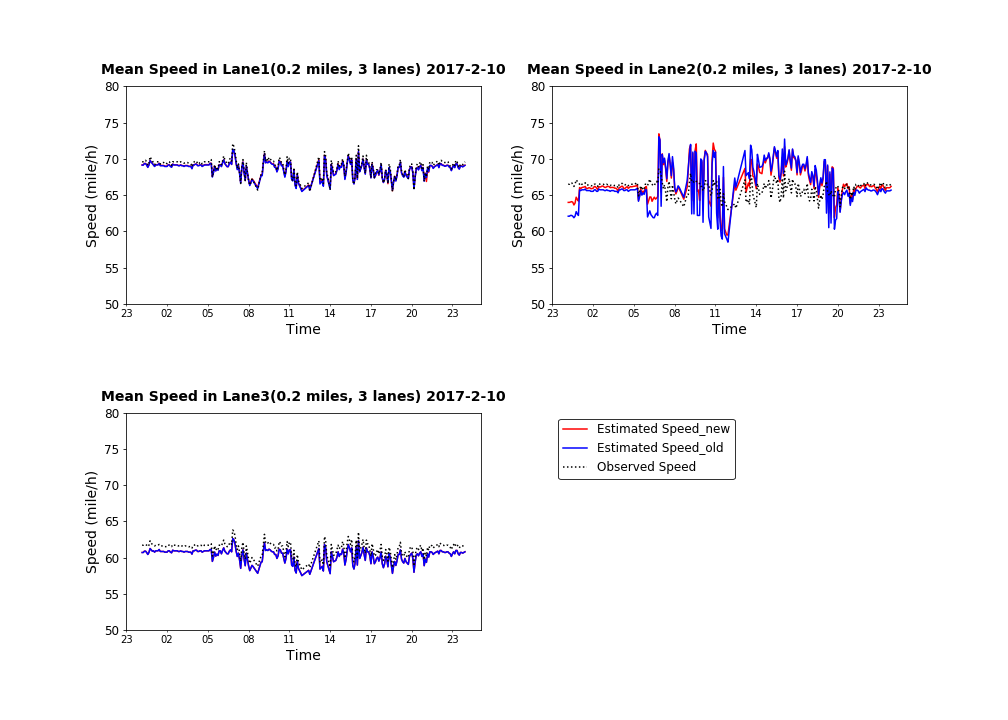 Mean Speed in Lane1(0.2 miles, 3 lanes) 2017-2-10
80
75
70
65
60
55
50
Speed (mile/h)
23 02 05 08 11 14 17 20 23
Time
Mean Speed in Lane2(0.2 miles, 3 lanes) 2017-2-10
80
75
70
65
60
55
50
Speed (mile/h)
23 02 05 08 11 14 17 20 23
Time
Mean Speed in Lane3(0.2 miles, 3 lanes) 2017-2-10
80
75
70
65
60
55
50
Speed (mile/h)
23 02 05 08 11 14 17 20 23
Time
Estimated Speed_new
Estimated Speed_old
Observed Speed